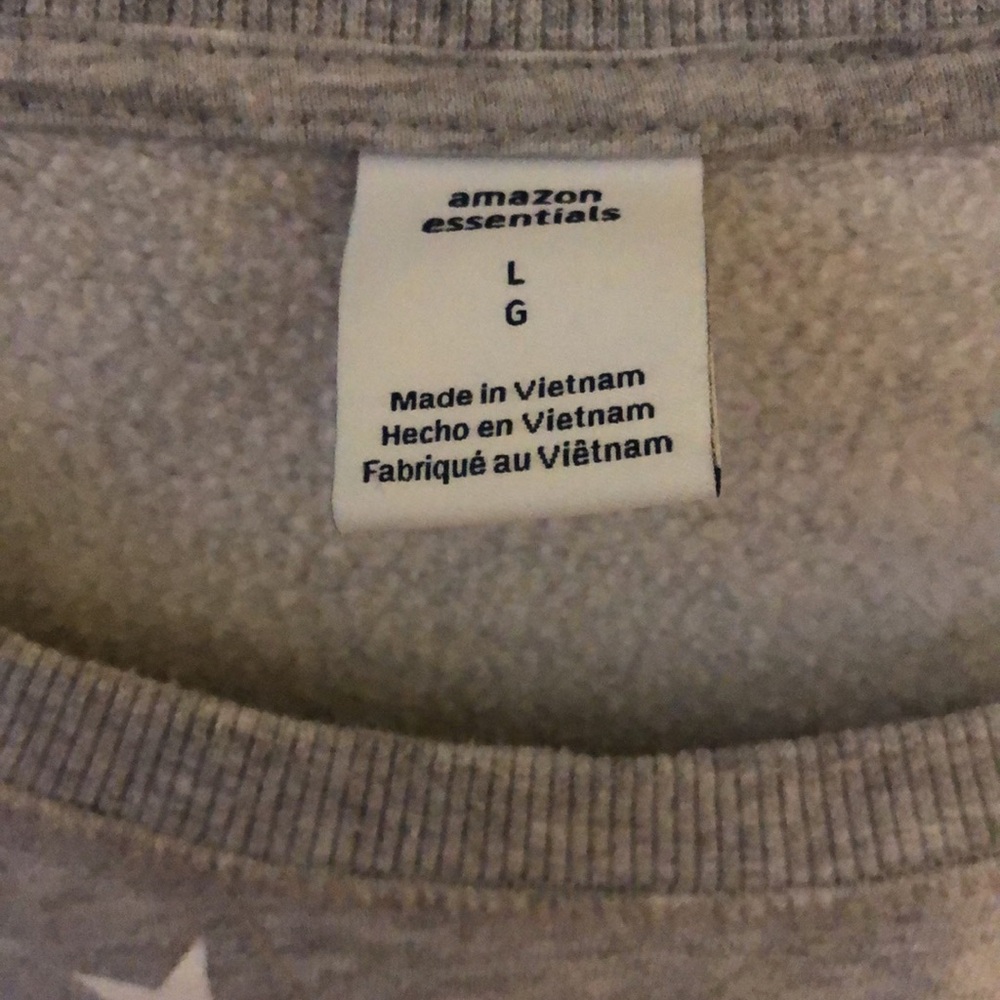 amazon
essentials
L
G
Made in Vietnam
Hecho en Vietnam
Fabriqué au Viêtnam